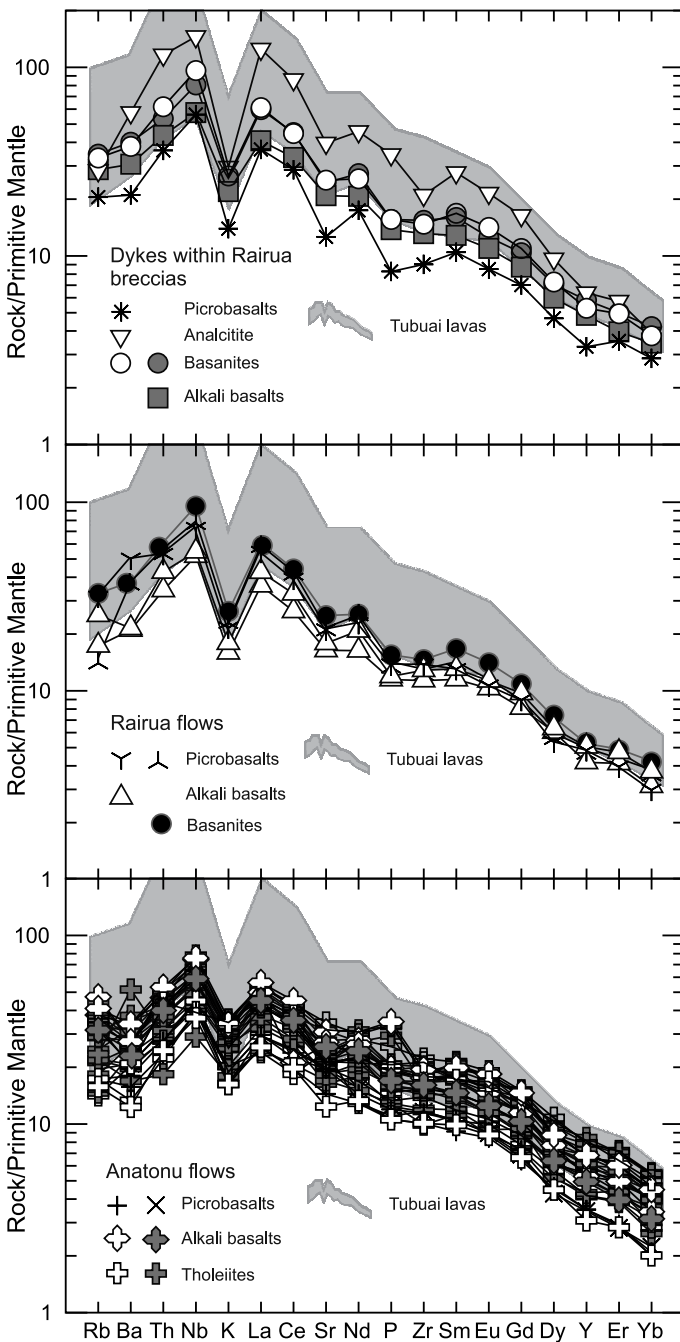 100
10
1
Rock/Primitive Mantle
Dykes within Rairua
breccias
Picrobasalts
Analcitite
Basanites
Alkali basalts
Tubuai lavas
100
10
1
Rock/Primitive Mantle
Rairua flows
Picrobasalts
Alkali basalts
Basanites
Tubuai lavas
100
10
1
Rock/Primitive Mantle
Anatonu flows
Picrobasalts
Alkali basalts
Tholeiites
Tubuai lavas
Rb Ba Th Nb K La Ce Sr Nd P Zr Sm Eu Gd Dy Y Er Yb